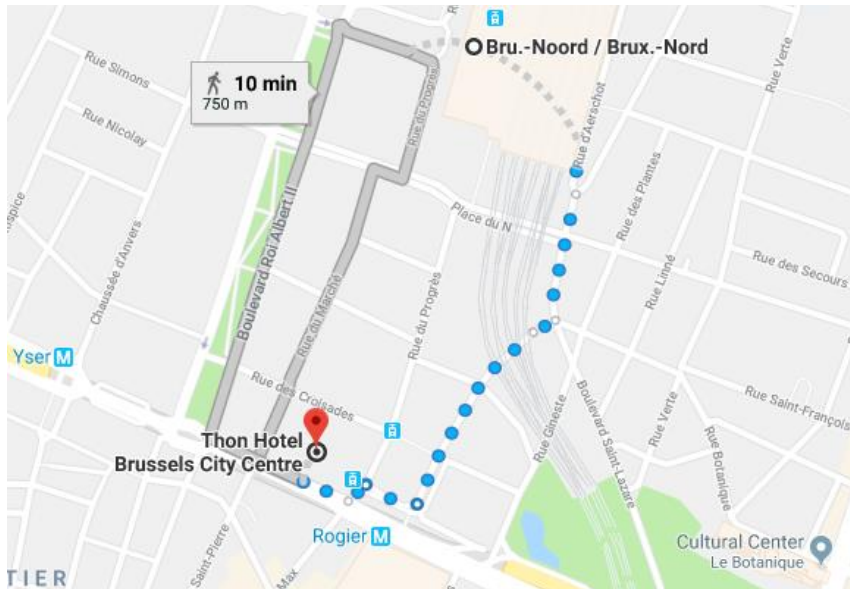 Bru.-Noord / Brux.-Nord
Rue Simons
10 min
750 m
Rue Nicolay
Rue du Progrès
Rue d'Aerschot
Rue Verte
Rue des Plantes
Place du N
Rue des Secours
Rue Linné
Chaussée d'Anvers
Boulevard Roi Albert II
Rue du Marché
Rue du Progrès
Yser M
Rue des Croisades
Thon Hotel
Brussels City Centre
Rue Gineste
Boulevard Saint-Lazare
Rue Verte
Rue Saint-François
Rue Botanique
Rogier M
Saint-Pierre
Max
Cultural Center
Le Botanique
TIER